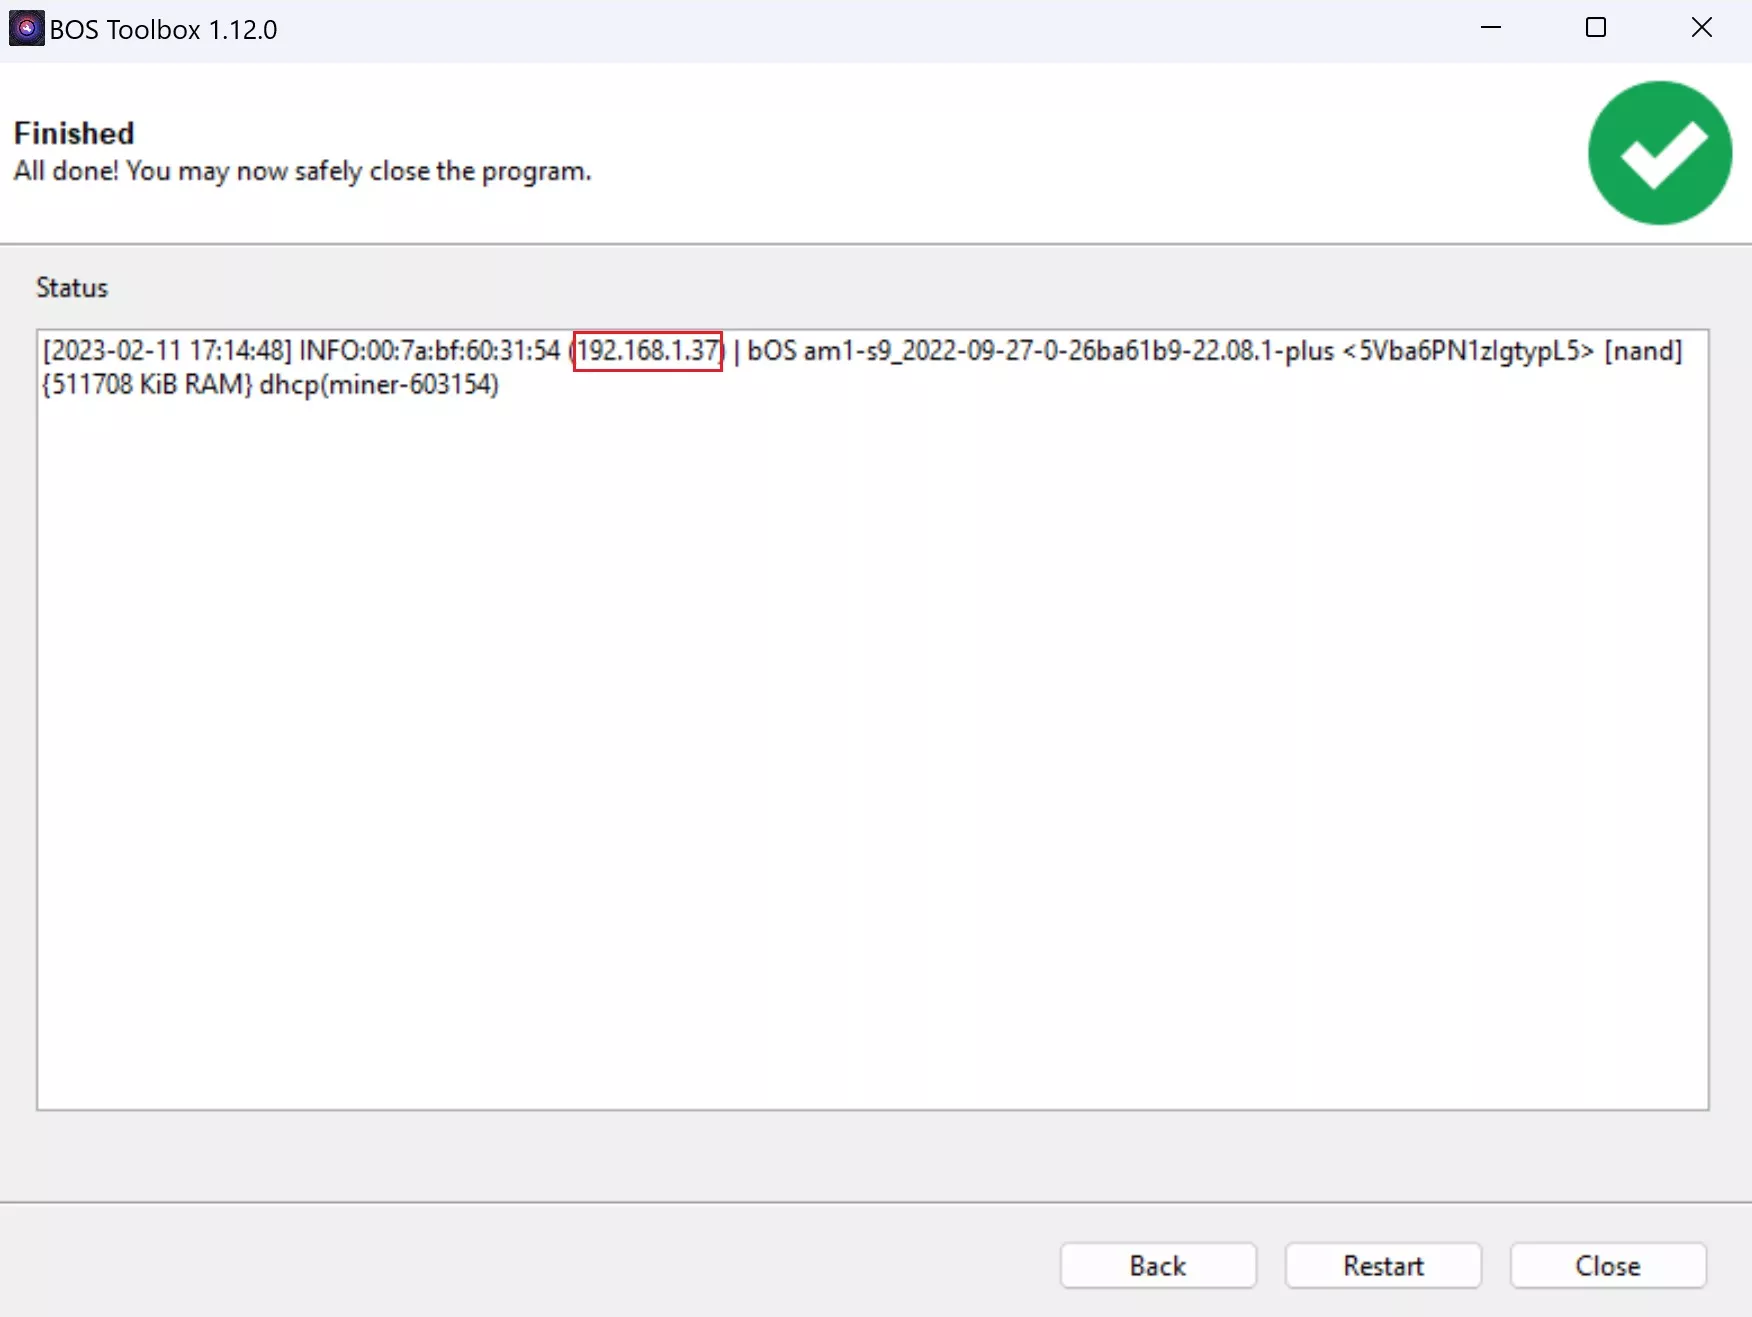 BOS Toolbox 1.12.0
Finished
All done! You may now safely close the program.
Status
[2023-02-11 17:14:48] INFO:00:7a:bf:60:31:54 (192.168.1.37) | bOS am1-s9_2022-09-27-0-26ba61b9-22.08.1-plus <5Vba6PN1zIgtypL5> [nand]
{511708 KiB RAM} dhcp(miner-603154)
Back
Restart
Close